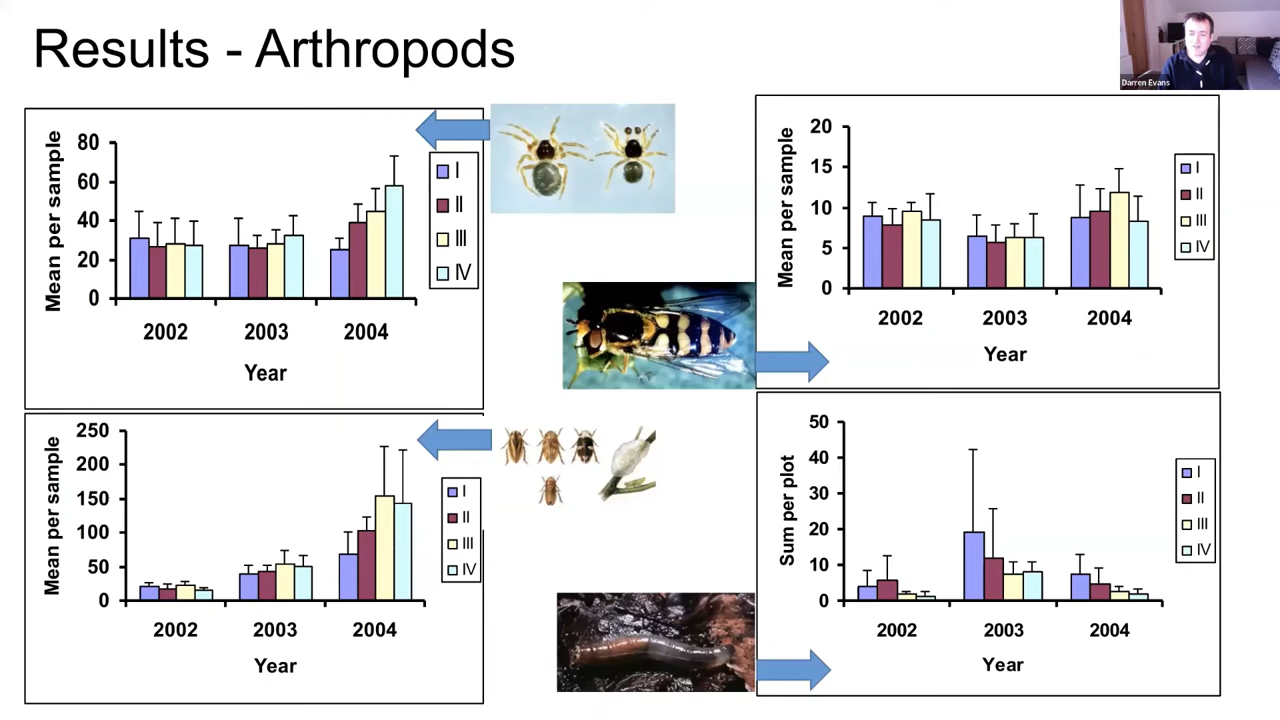 Results - Arthropods
Darren Evans
Mean per sample
80
60
40
20
0
2002 2003 2004
Year
I
II
III
IV
Mean per sample
20
15
10
5
0
2002 2003 2004
Year
I
II
III
IV
Mean per sample
250
200
150
100
50
0
2002 2003 2004
Year
I
II
III
IV
Sum per plot
50
40
30
20
10
0
2002 2003 2004
Year
I
II
III
IV